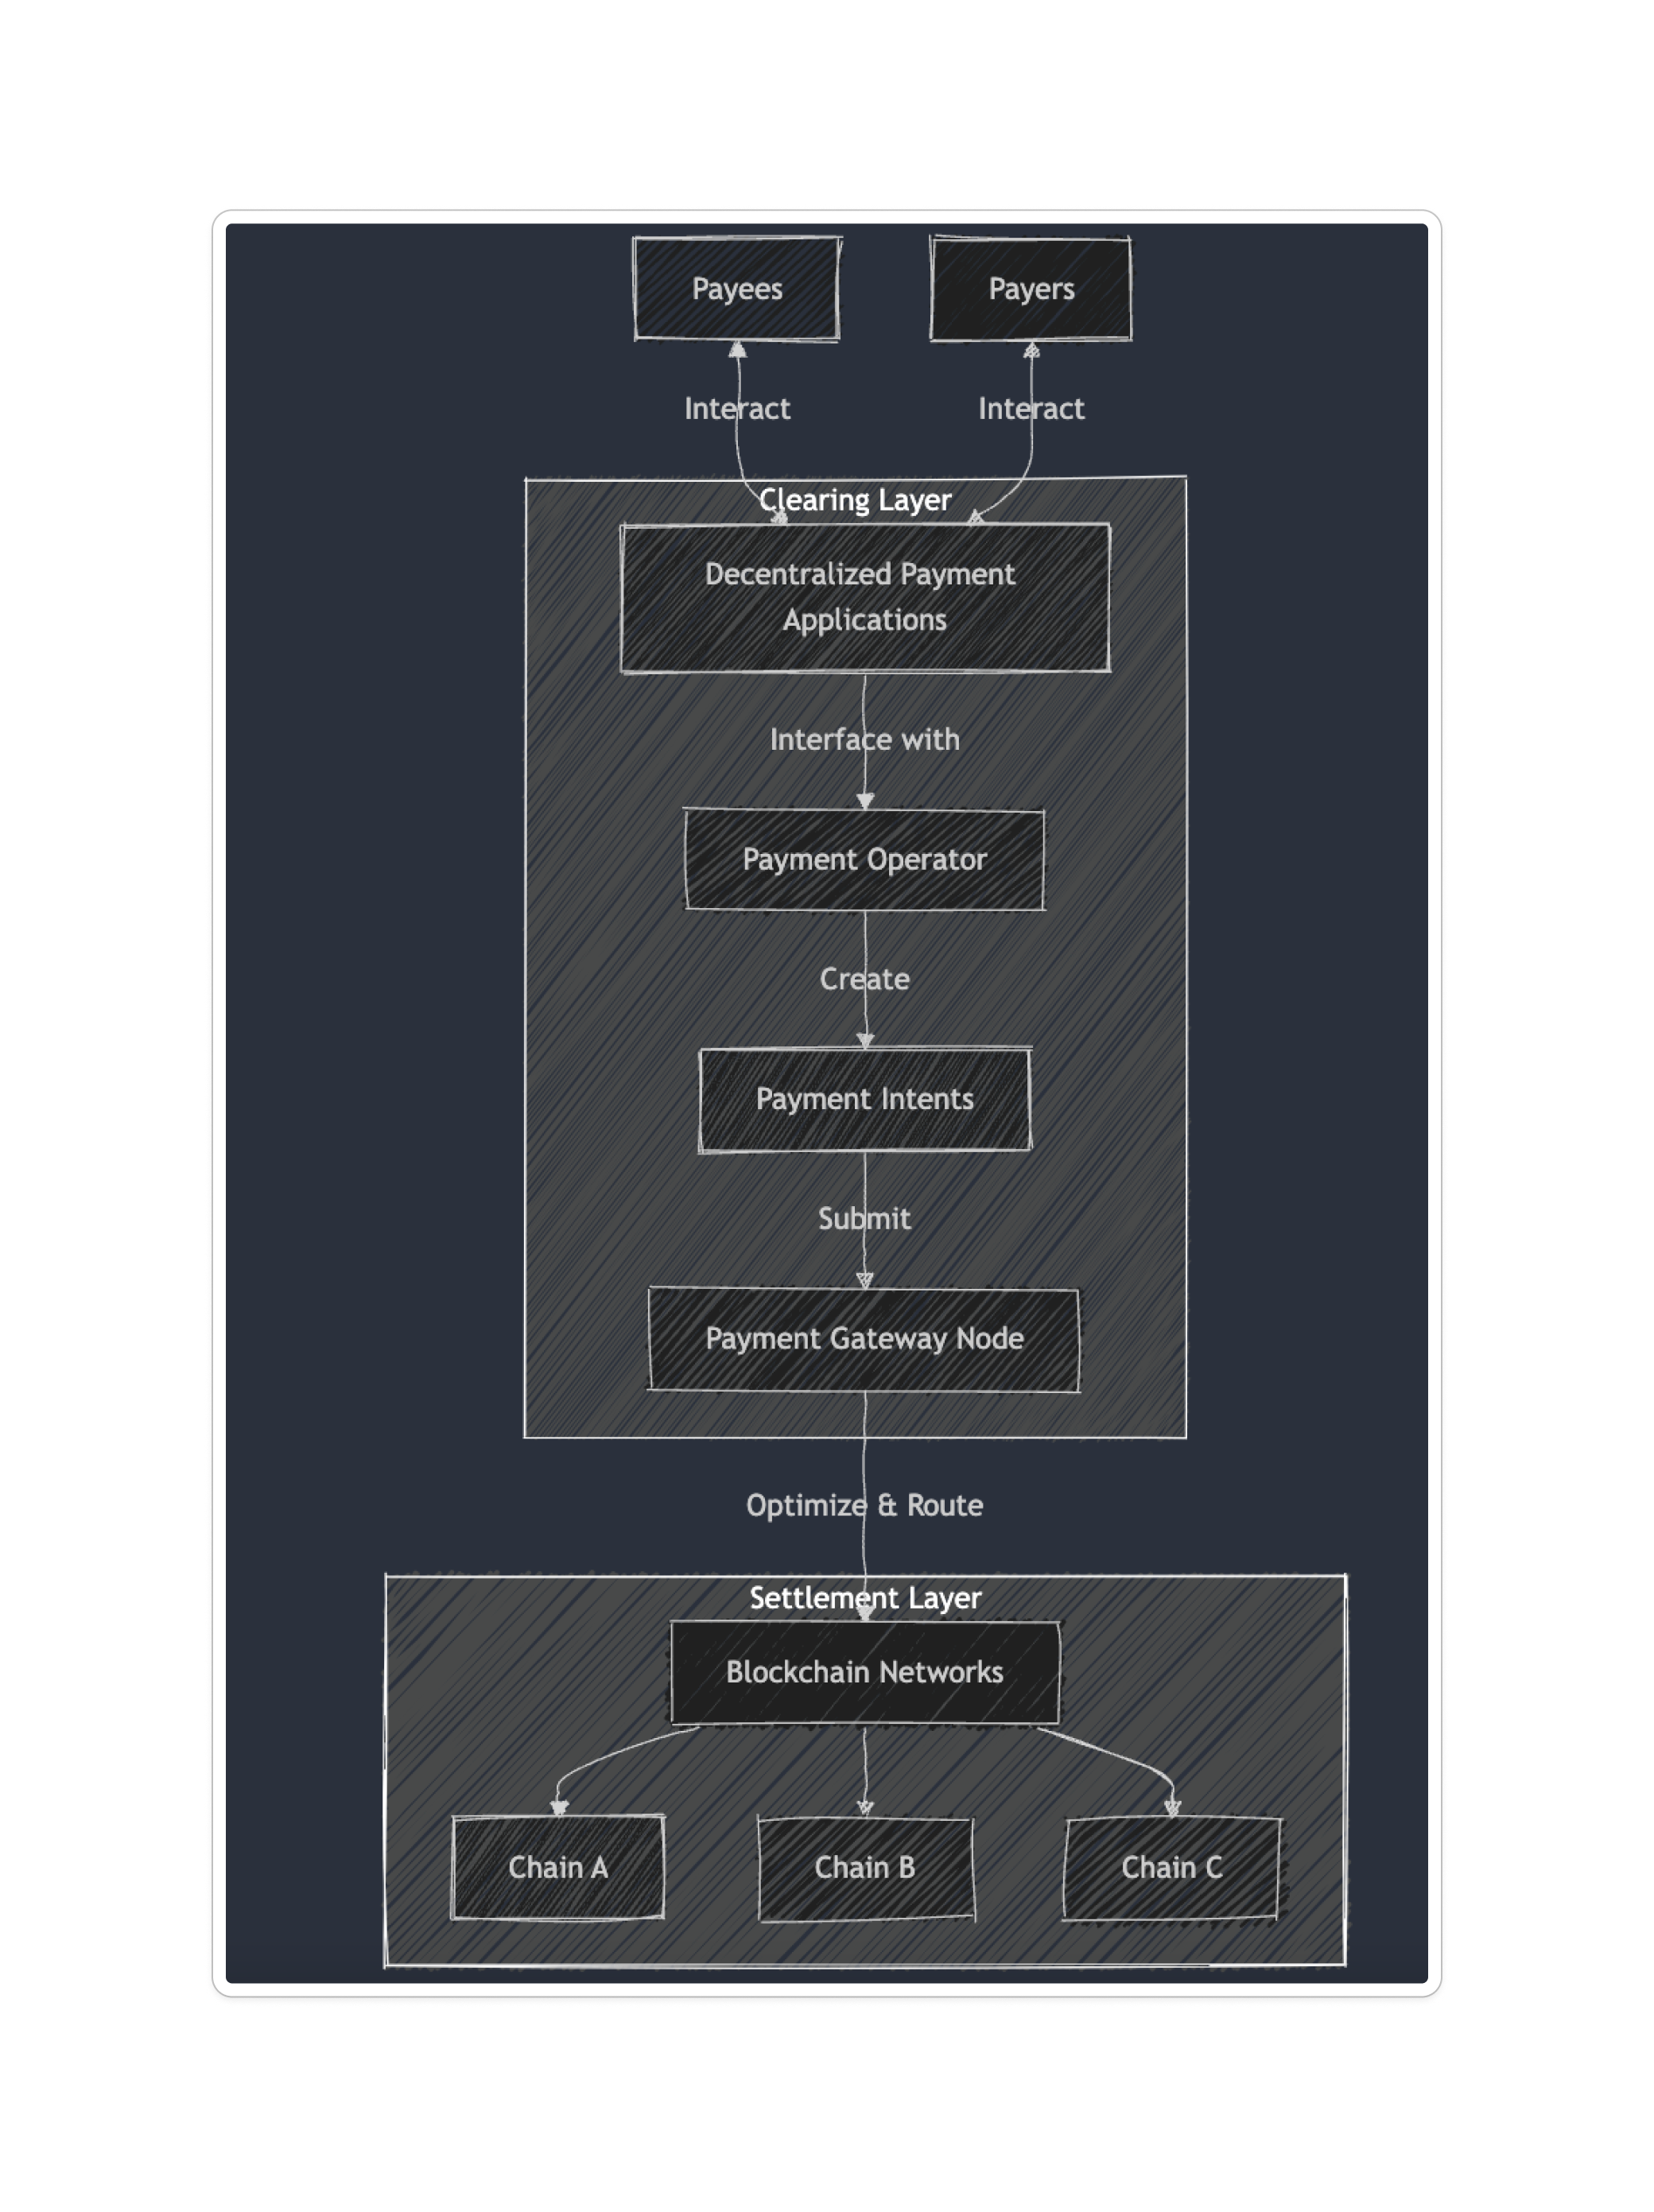 Payees
Payers
Interact
Interact
Clearing Layer
Decentralized Payment
Applications
Interface with
Payment Operator
Create
Payment Intents
Submit
Payment Gateway Node
Optimize & Route
Settlement Layer
Blockchain Networks
Chain A
Chain B
Chain C